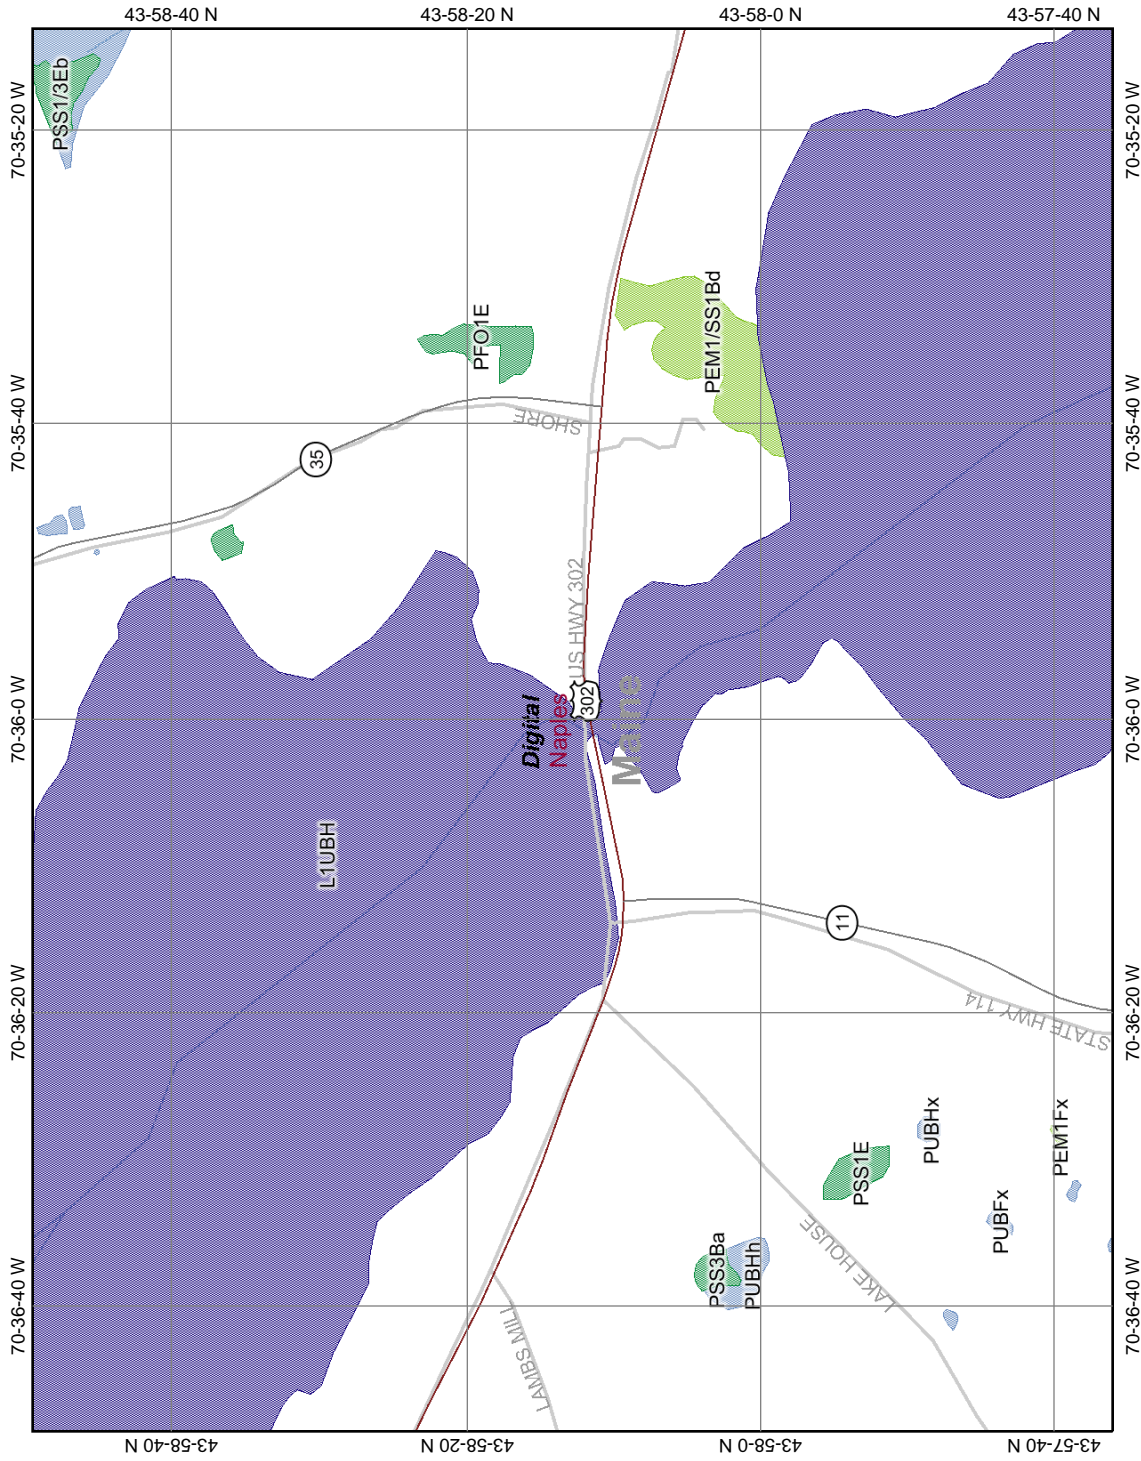 43-58-40 N
43-58-20 N
43-58-0 N
43-57-40 N
70-35-20 W
70-35-20 W
PSS1/3Eb
PFO1E
PEM1/SS1Bd
SHORE
70-35-40 W
70-35-40 W
35
US HWY 302
302
Digital
Naples
Maine
70-36-0 W
70-36-0 W
L1UBH
11
STATE HWY 114
70-36-20 W
70-36-20 W
PUBHx
PEM1Fx
PSS1E
PUBFx
PSS3Ba
PUBHh
LAKE HOUSE
LAMBS MILL
70-36-40 W
70-36-40 W
43-58-40 N
43-58-20 N
43-58-0 N
43-57-40 N